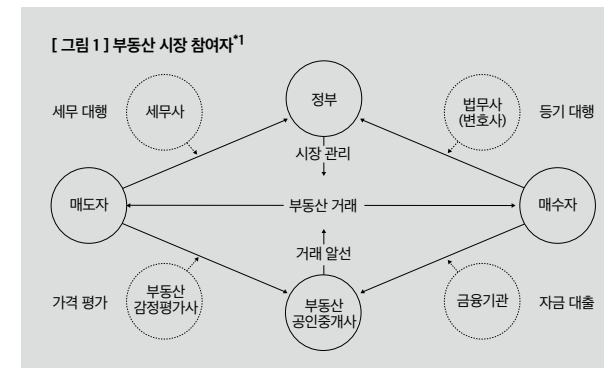 [ 그림 1 ] 부동산 시장 참여자*1
세무 대행
세무사
정부
법무사
(변호사)
등기 대행
시장 관리
매도자
부동산 거래
매수자
거래 알선
가격 평가
부동산
감정평가사
부동산
공인중개사
금융기관
자금 대출